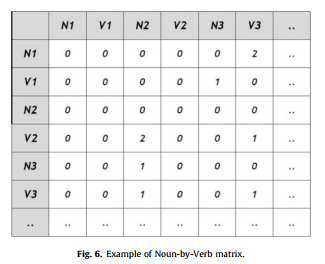 N1 V1 N2 V2 N3 V3 ..
N1 0 0 0 0 0 2 ..
V1 0 0 0 0 1 0 ..
N2 0 0 0 0 0 0 ..
V2 0 0 2 0 0 1 ..
N3 0 0 1 0 0 0 ..
V3 0 0 1 0 0 1 ..
.. .. .. .. .. .. .. ..
Fig. 6. Example of Noun-by-Verb matrix.